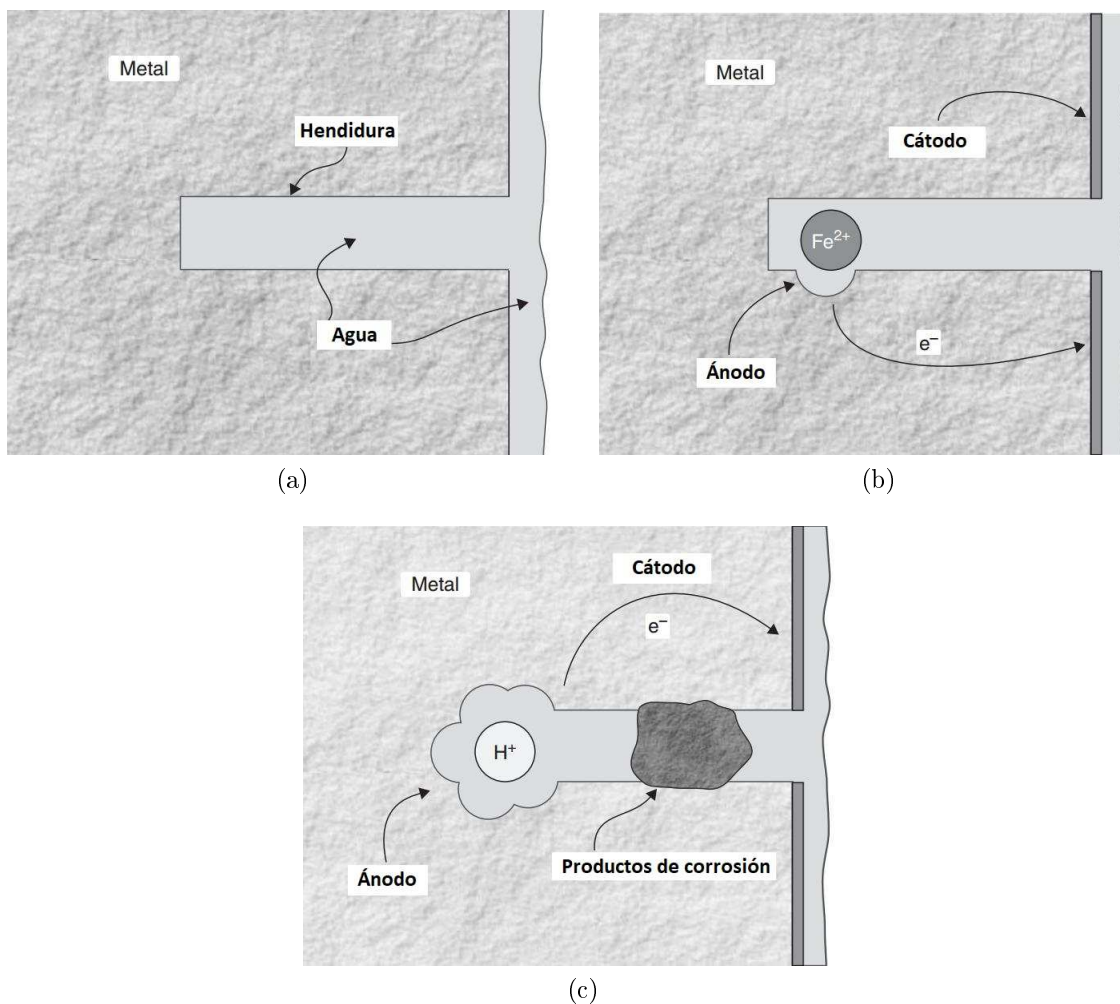 Metal
Hendidura
Agua
(a)
Metal
Cátodo
Fe²⁺
Ánodo
e⁻
(b)
Metal
Cátodo
e⁻
H⁺
Ánodo
Productos de corrosión
(c)